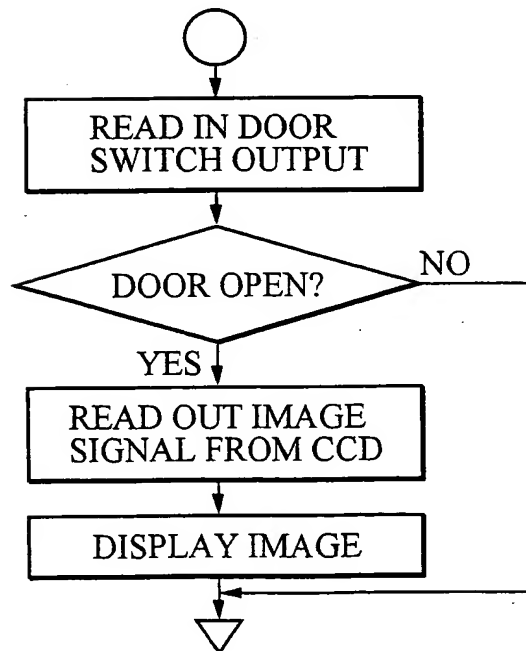 READ IN DOOR
SWITCH OUTPUT
DOOR OPEN?
NO
YES
READ OUT IMAGE
SIGNAL FROM CCD
DISPLAY IMAGE